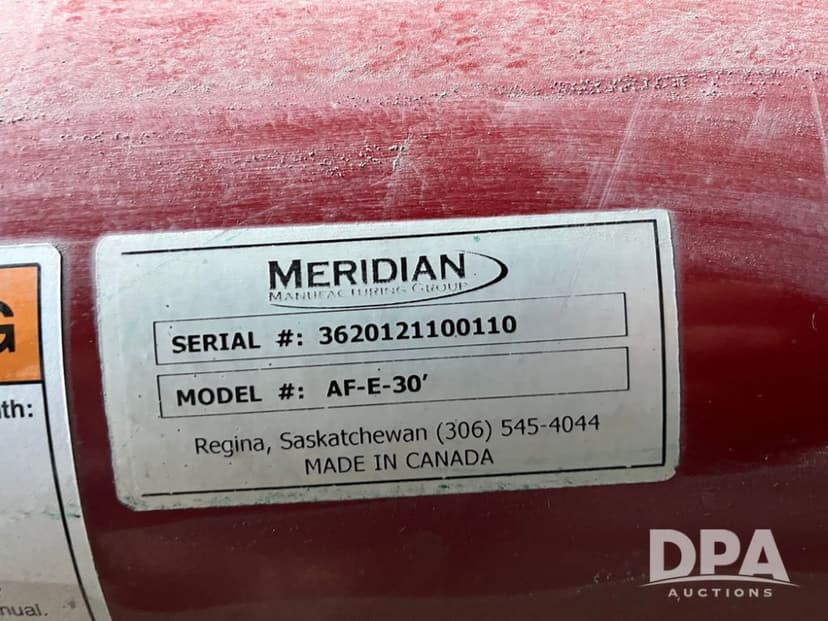 G
th:
nual.
MERIDIAN
MANUFACTURING GROUP
SERIAL #: 3620121100110
MODEL #: AF-E-30'
Regina, Saskatchewan (306) 545-4044
MADE IN CANADA
DPA
AUCTIONS